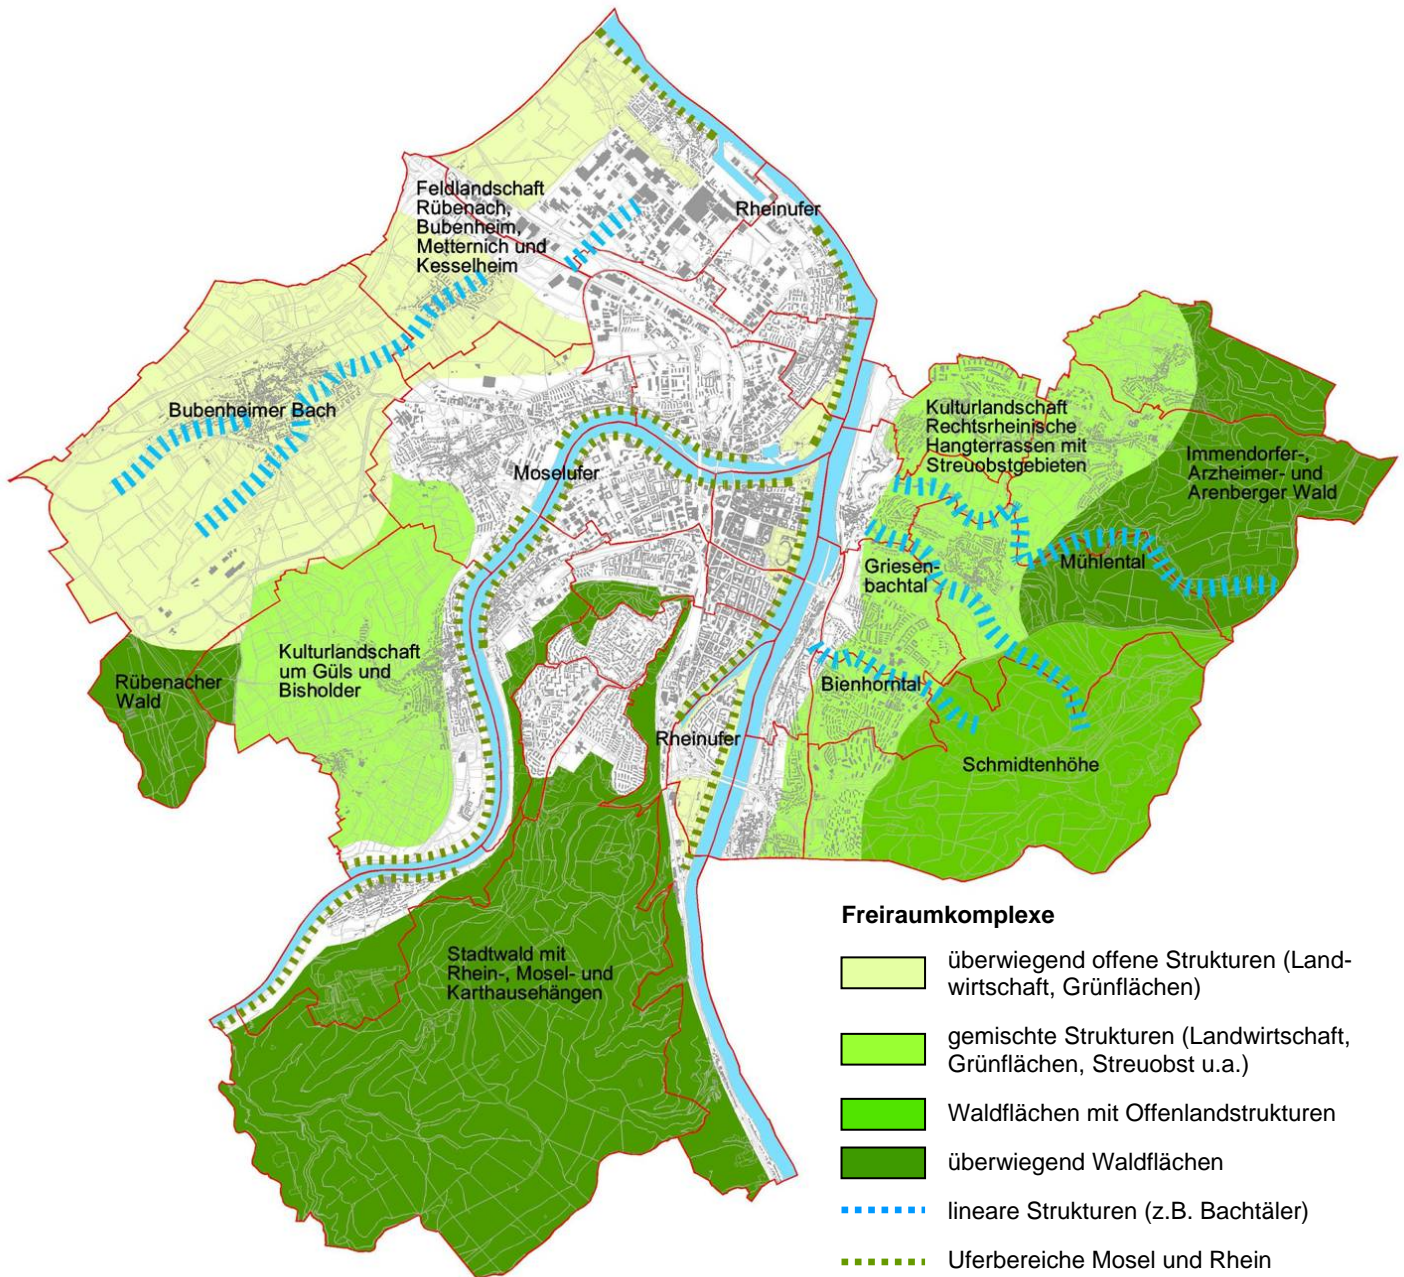 Feldlandschaft
Rübenach,
Bubenheim,
Metternich und
Kesselheim
Rheinufer
Bubenheimer Bach
Moselufer
Kulturlandschaft
Rechtsrheinische
Hangterrassen mit
Streuobstgebieten
Immendorfer-,
Arzheimer- und
Arenberger Wald
Griesen-
bachtal
Mühlental
Kulturlandschaft
um Güls und
Bisholder
Rübenacher
Wald
Bienhorntal
Rheinufer
Schmidtenhöhe
Stadtwald mit
Rhein-, Mosel- und
Karthausehängen
Freiraumkomplexe
überwiegend offene Strukturen (Land-
wirtschaft, Grünflächen)
gemischte Strukturen (Landwirtschaft,
Grünflächen, Streuobst u.a.)
Waldflächen mit Offenlandstrukturen
überwiegend Waldflächen
lineare Strukturen (z.B. Bachtäler)
Uferbereiche Mosel und Rhein